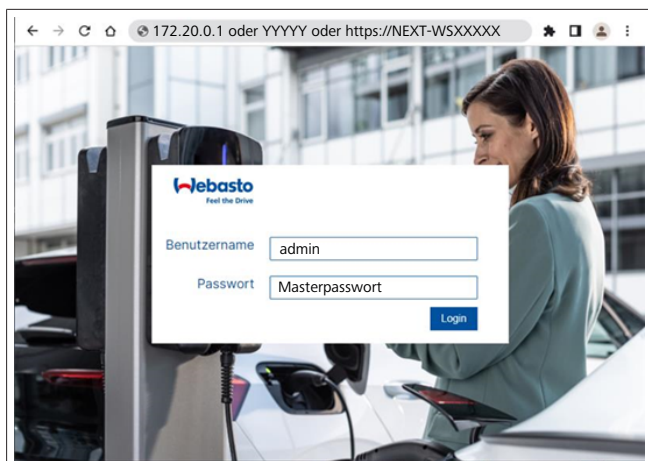 172.20.0.1 oder YYYYY oder https://NEXT-WSXXXXX
Webasto
Feel the Drive
Benutzername
admin
Passwort
Masterpasswort
Login